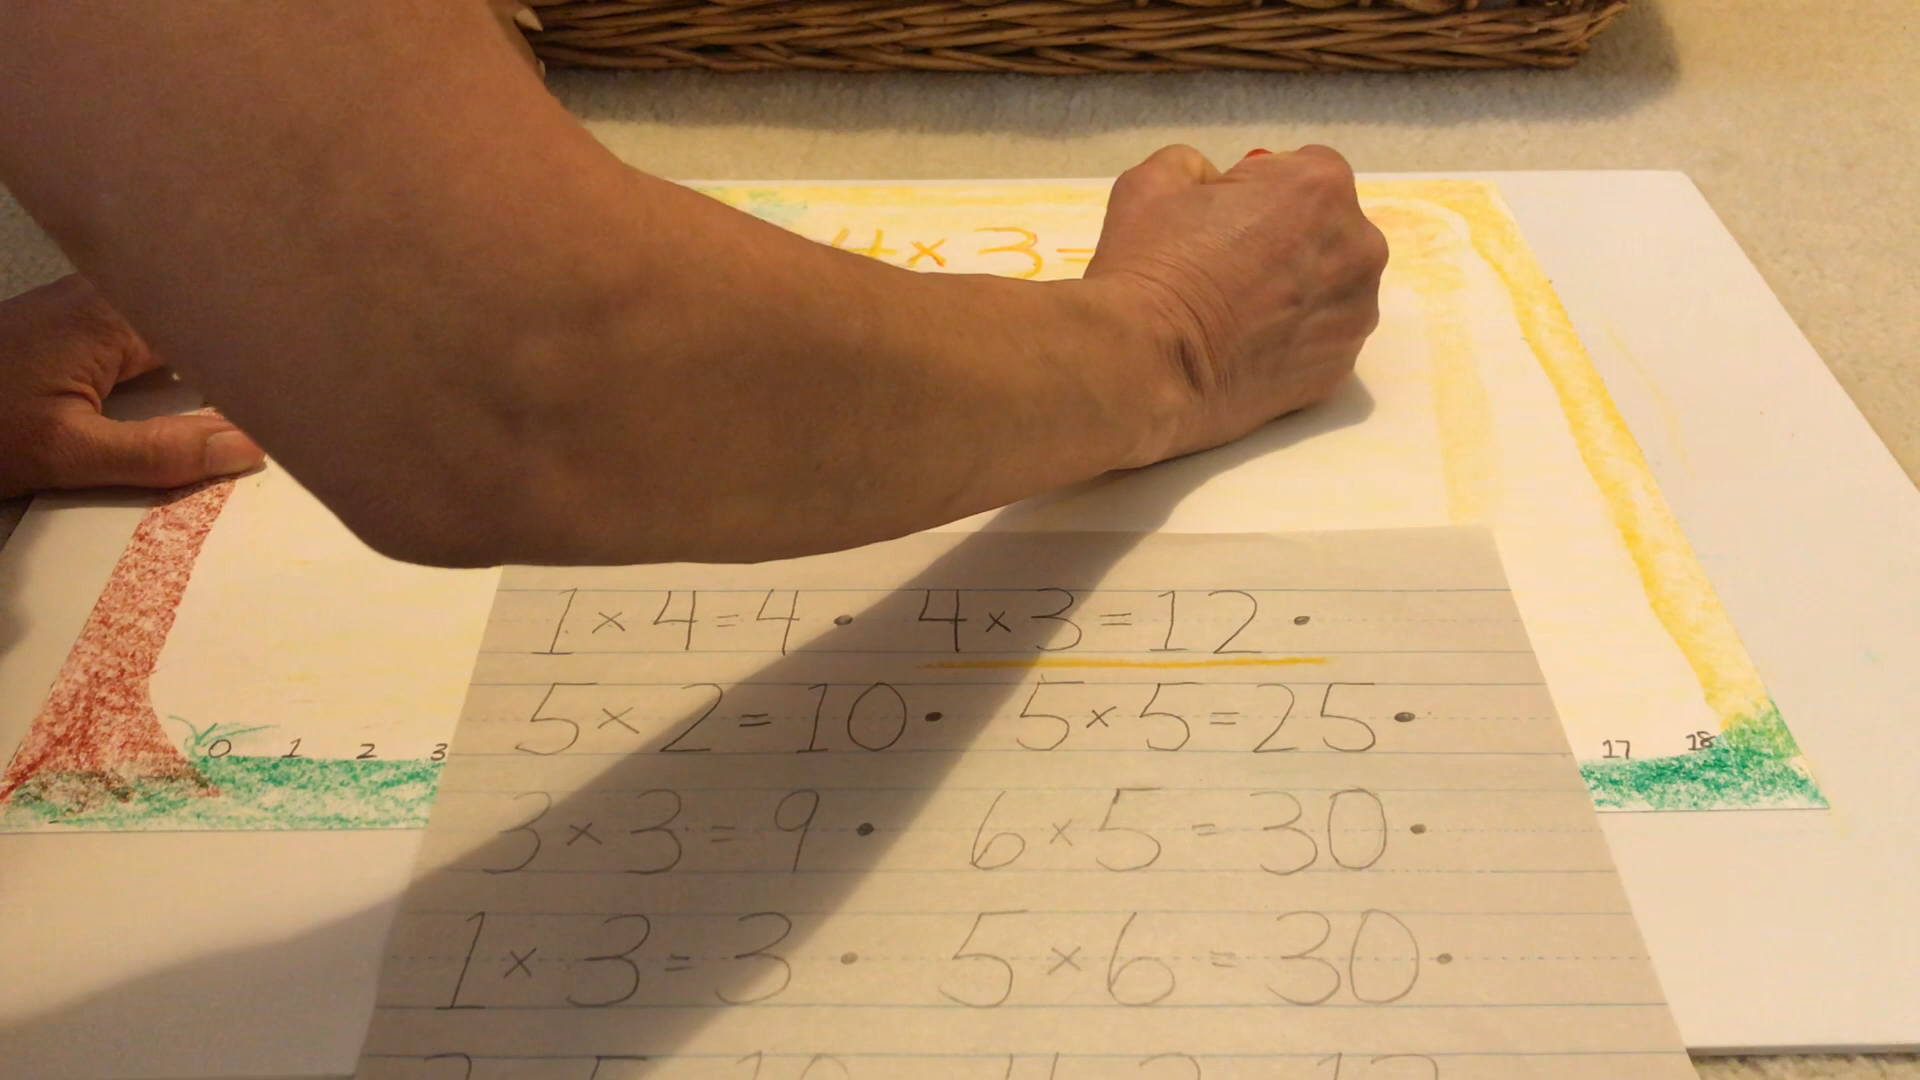 4 × 3 =
1 × 4 = 4 • 4 × 3 = 12 •
5 × 2 = 10 • 5 × 5 = 25 •
0 1 2 3 17 18
3 × 3 = 9 • 6 × 5 = 30 •
1 × 3 = 3 • 5 × 6 = 30 •